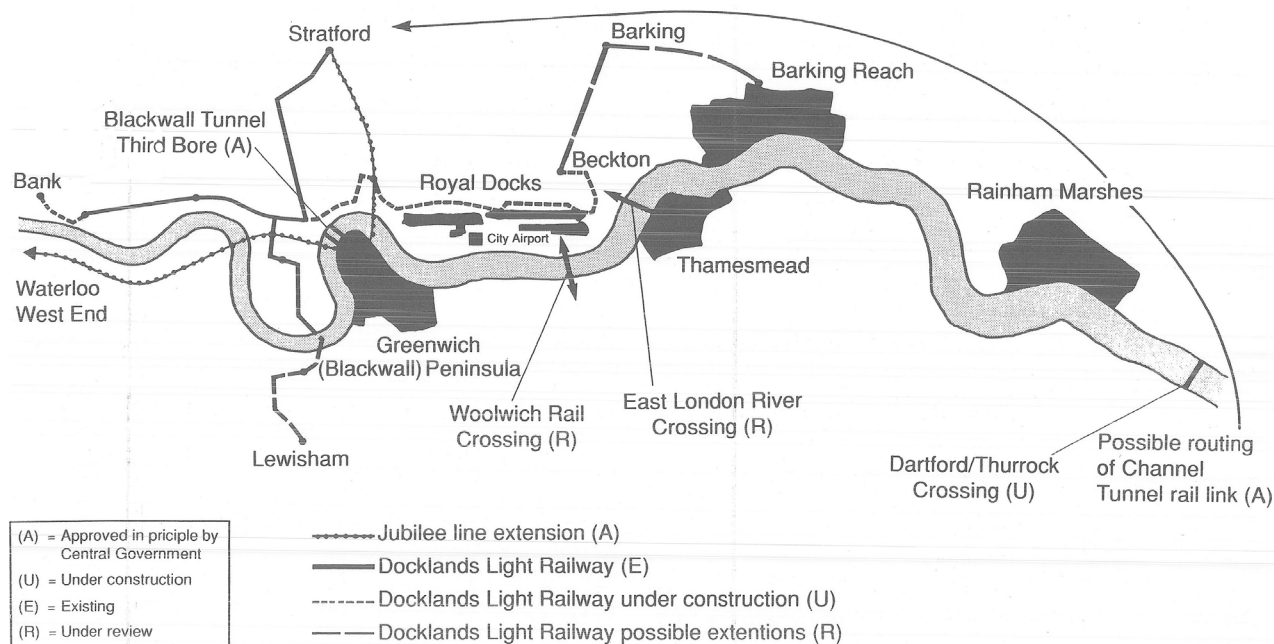 Stratford
Barking
Barking Reach
Blackwall Tunnel
Third Bore (A)
Bank
Royal Docks
Beckton
Rainham Marshes
City Airport
Thamesmead
Waterloo
West End
Greenwich
(Blackwall) Peninsula
Woolwich Rail
Crossing (R)
East London River
Crossing (R)
Lewisham
Dartford/Thurrock
Crossing (U)
Possible routing
of Channel
Tunnel rail link (A)
(A) = Approved in priciple by
Central Government
(U) = Under construction
(E) = Existing
(R) = Under review
Jubilee line extension (A)
Docklands Light Railway (E)
Docklands Light Railway under construction (U)
Docklands Light Railway possible extentions (R)